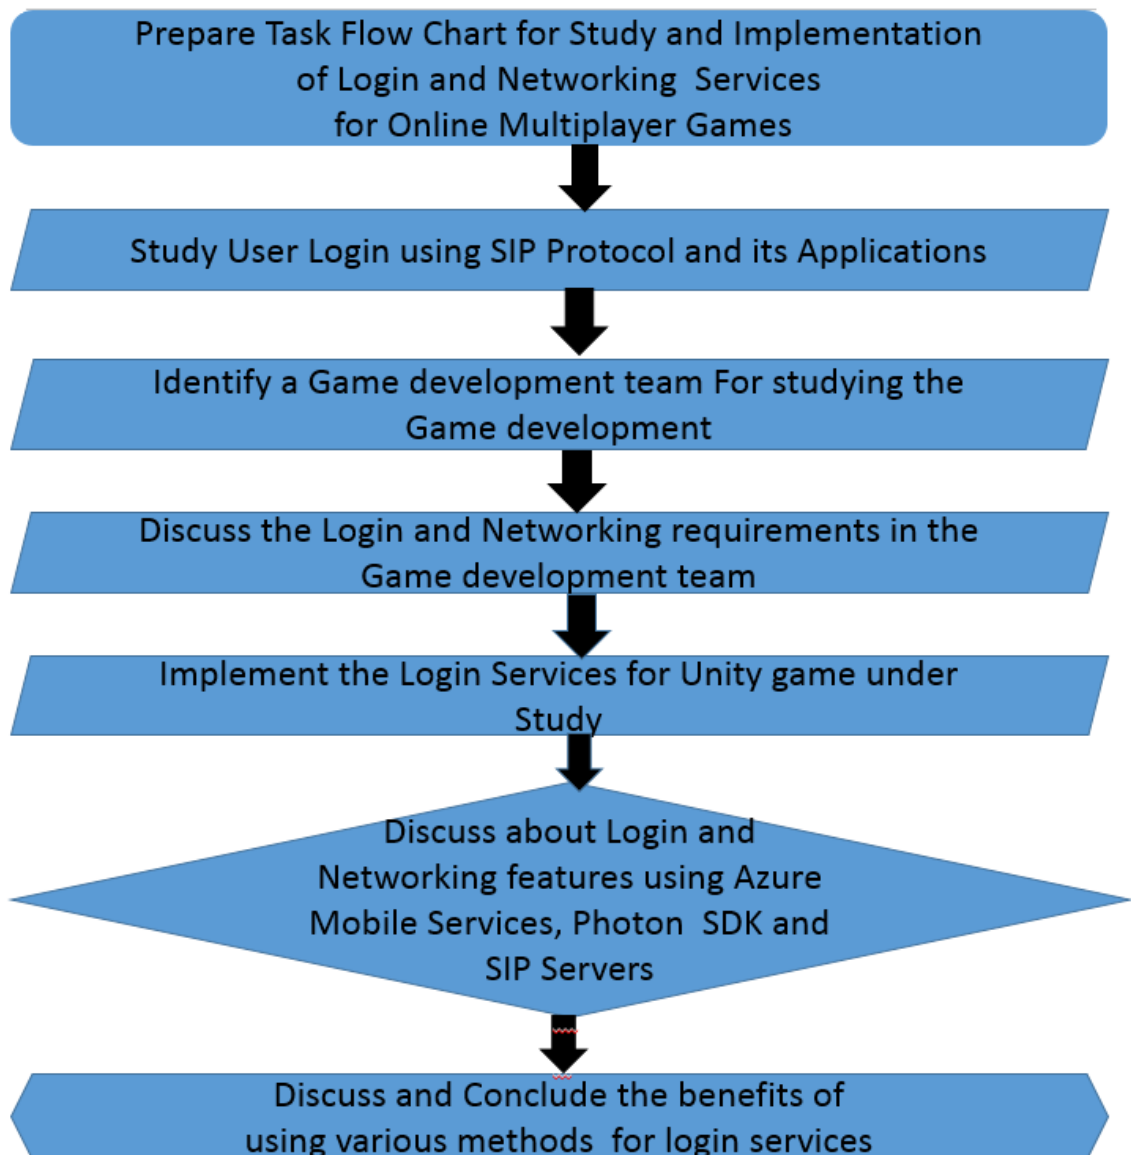 Prepare Task Flow Chart for Study and Implementation
of Login and Networking  Services
for Online Multiplayer Games
Study User Login using SIP Protocol and its Applications
Identify a Game development team For studying the
Game development
Discuss the Login and Networking requirements in the
Game development team
Implement the Login Services for Unity game under
Study
Discuss about Login and
Networking features using Azure
Mobile Services, Photon  SDK and
SIP Servers
Discuss and Conclude the benefits of
using various methods  for login services